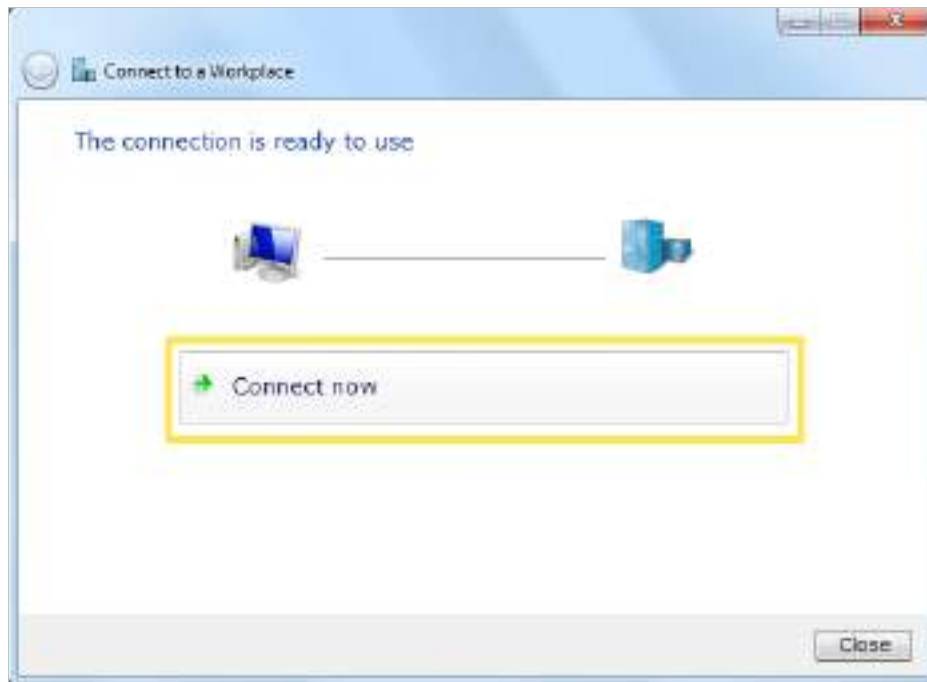 Connect to a Workplace
The connection is ready to use
Connect now
Close